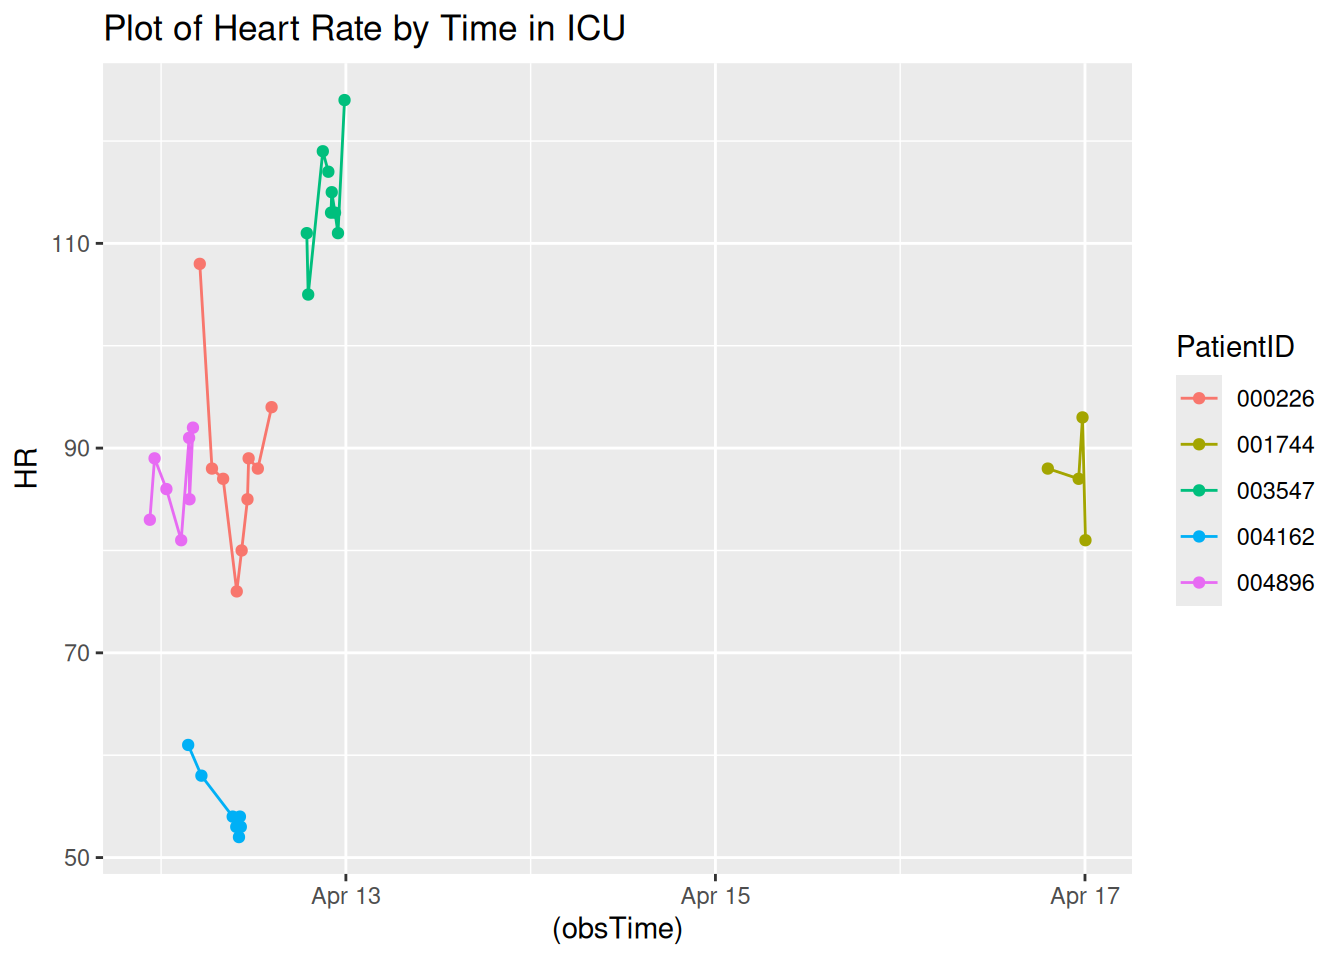 Plot of Heart Rate by Time in ICU
110
90
70
50
HR
Apr 13
Apr 15
Apr 17
(obsTime)
PatientID
000226
001744
003547
004162
004896